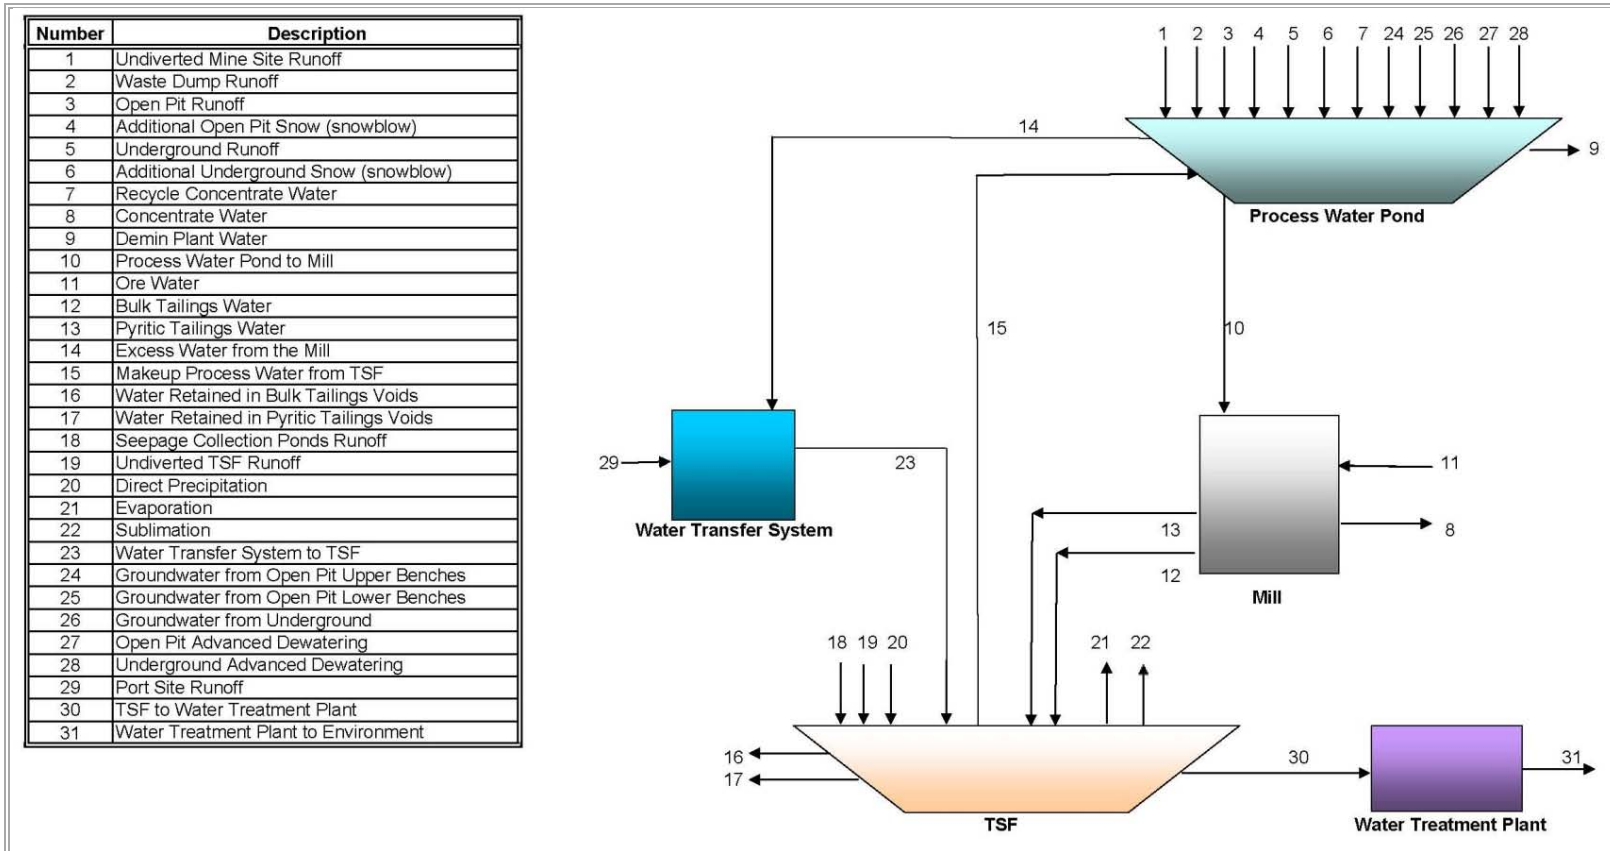 Number Description
1 Undiverted Mine Site Runoff
2 Waste Dump Runoff
3 Open Pit Runoff
4 Additional Open Pit Snow (snowblow)
5 Underground Runoff
6 Additional Underground Snow (snowblow)
7 Recycle Concentrate Water
8 Concentrate Water
9 Demin Plant Water
10 Process Water Pond to Mill
11 Ore Water
12 Bulk Tailings Water
13 Pyritic Tailings Water
14 Excess Water from the Mill
15 Makeup Process Water from TSF
16 Water Retained in Bulk Tailings Voids
17 Water Retained in Pyritic Tailings Voids
18 Seepage Collection Ponds Runoff
19 Undiverted TSF Runoff
20 Direct Precipitation
21 Evaporation
22 Sublimation
23 Water Transfer System to TSF
24 Groundwater from Open Pit Upper Benches
25 Groundwater from Open Pit Lower Benches
26 Groundwater from Underground
27 Open Pit Advanced Dewatering
28 Underground Advanced Dewatering
29 Port Site Runoff
30 TSF to Water Treatment Plant
31 Water Treatment Plant to Environment
1 2 3 4 5 6 7 24 25 26 27 28
14
9
Process Water Pond
15
10
29
23
11
Water Transfer System
13
8
12
Mill
18 19 20
21 22
16
17
30
31
TSF
Water Treatment Plant